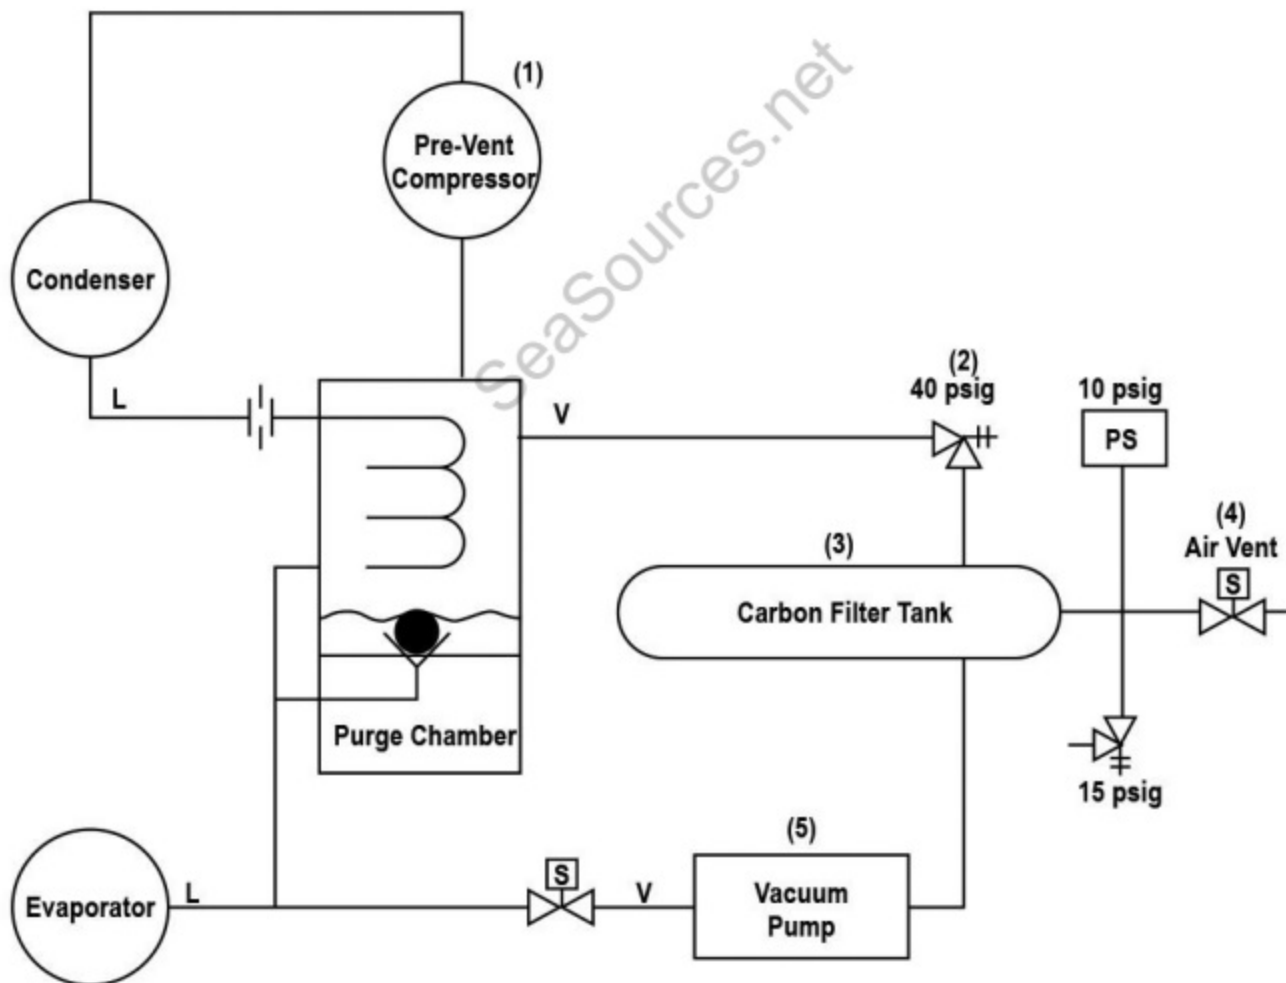 (1)
Pre-Vent
Compressor
SeaSources.net
Condenser
L
V
(2)
40 psig
10 psig
PS
(4)
Air Vent
S
(3)
Carbon Filter Tank
Purge Chamber
15 psig
(5)
Evaporator
L
S
V
Vacuum
Pump